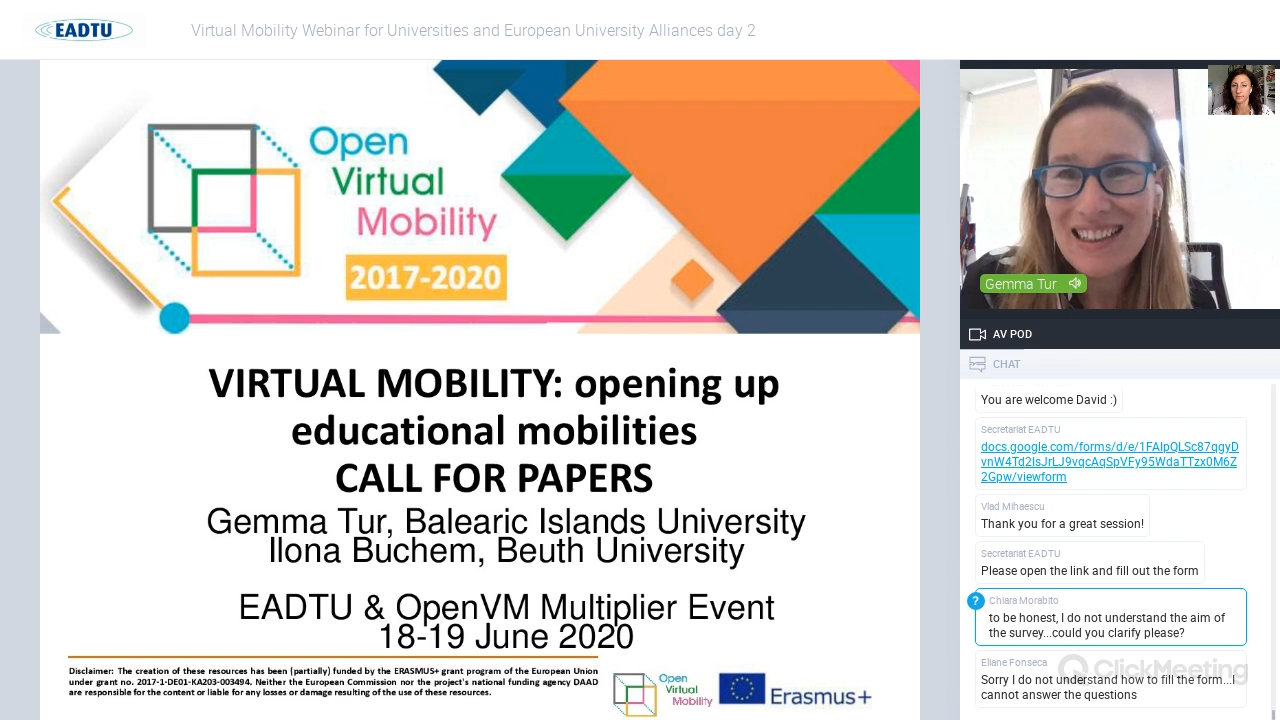 EADTU
Virtual Mobility Webinar for Universities and European University Alliances day 2
Open
Virtual
Mobility
2017-2020
VIRTUAL MOBILITY: opening up
educational mobilities
CALL FOR PAPERS
Gemma Tur, Balearic Islands University
Ilona Buchem, Beuth University
EADTU & OpenVM Multiplier Event
18-19 June 2020
Disclaimer: The creation of these resources has been (partially) funded by the ERASMUS+ grant program of the European Union
under grant no. 2017-1-DE01-KA203-003494. Neither the European Commission nor the project's national funding agency DAAD
are responsible for the content or liable for any losses or damage resulting of the use of these resources.
Open
Virtual
Mobility
Erasmus+
Gemma Tur
AV POD
CHAT
You are welcome David :)
Secretariat EADTU
docs.google.com/forms/d/e/1FAIpQLSc87qgyD
vnW4Td2IsJrLJ9vqcAqSpVFy95WdaTTzx0M6Z
2Gpw/viewform
Vlad Mihaescu
Thank you for a great session!
Secretariat EADTU
Please open the link and fill out the form
?
Chiara Morabito
to be honest, I do not understand the aim of
the survey...could you clarify please?
Eliane Fonseca
Sorry I do not understand how to fill the form...I
cannot answer the questions
ClickMeeting